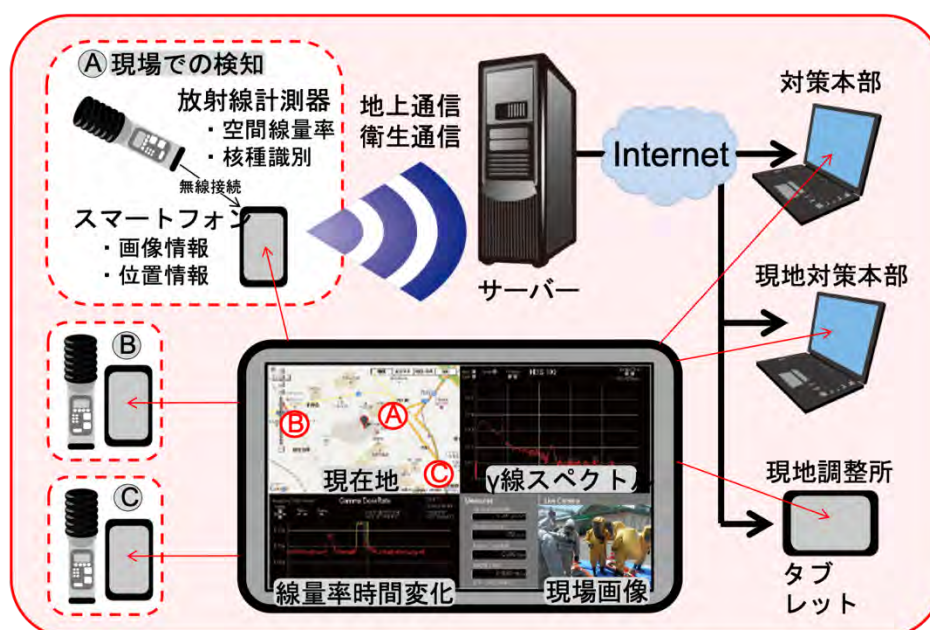 Ⓐ現場での検知
放射線計測器
・空間線量率
・核種識別
無線接続
スマートフォン
・画像情報
・位置情報
地上通信
衛生通信
サーバー
Internet
対策本部
現地対策本部
現地調整所
タブ
レット
Ⓑ
Ⓒ
Ⓐ
Ⓑ
Ⓒ
現在地
γ線スペクトル
Gamma Dose Rate
線量率時間変化
Measures
Live Camera
現場画像